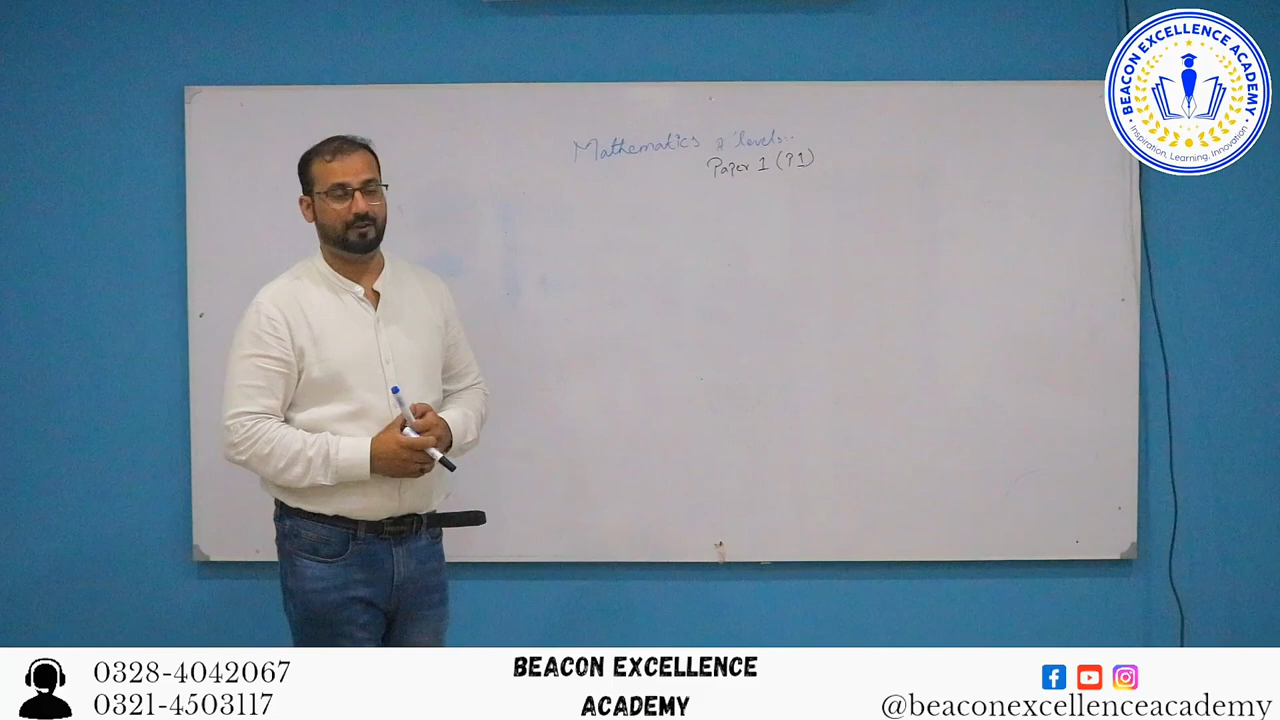 BEACON EXCELLENCE ACADEMY
• Inspiration, Learning, Innovation •
Mathematics A' levels:.
Paper 1 (P1)
0328-4042067
0321-4503117
BEACON EXCELLENCE
ACADEMY
@beaconexcellenceacademy